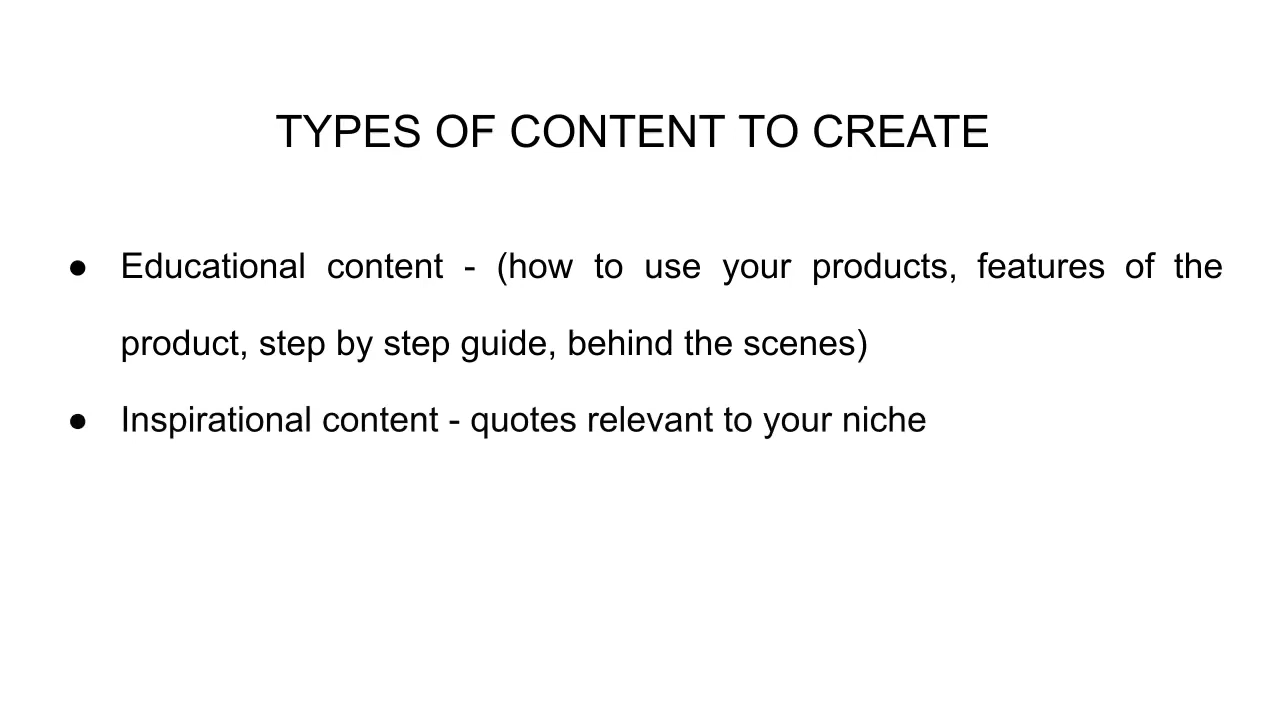 TYPES OF CONTENT TO CREATE
● Educational content - (how to use your products, features of the
product, step by step guide, behind the scenes)
● Inspirational content - quotes relevant to your niche